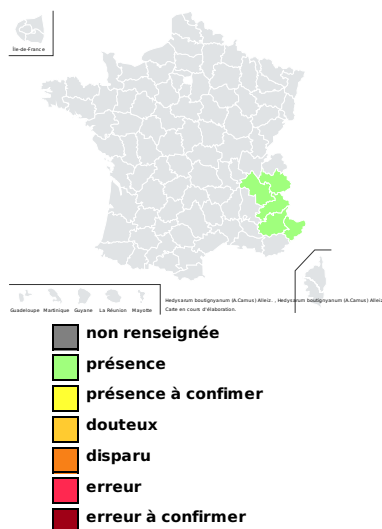 Île-de-France
Guadeloupe Martinique Guyane La Réunion Mayotte
Hedysarum boutignyanum (A.Camus) Alleiz. , Hedysarum boutignyanum (A.Camus) Alleiz
Carte en cours d'élaboration.
non renseignée
présence
présence à confimer
douteux
disparu
erreur
erreur à confirmer